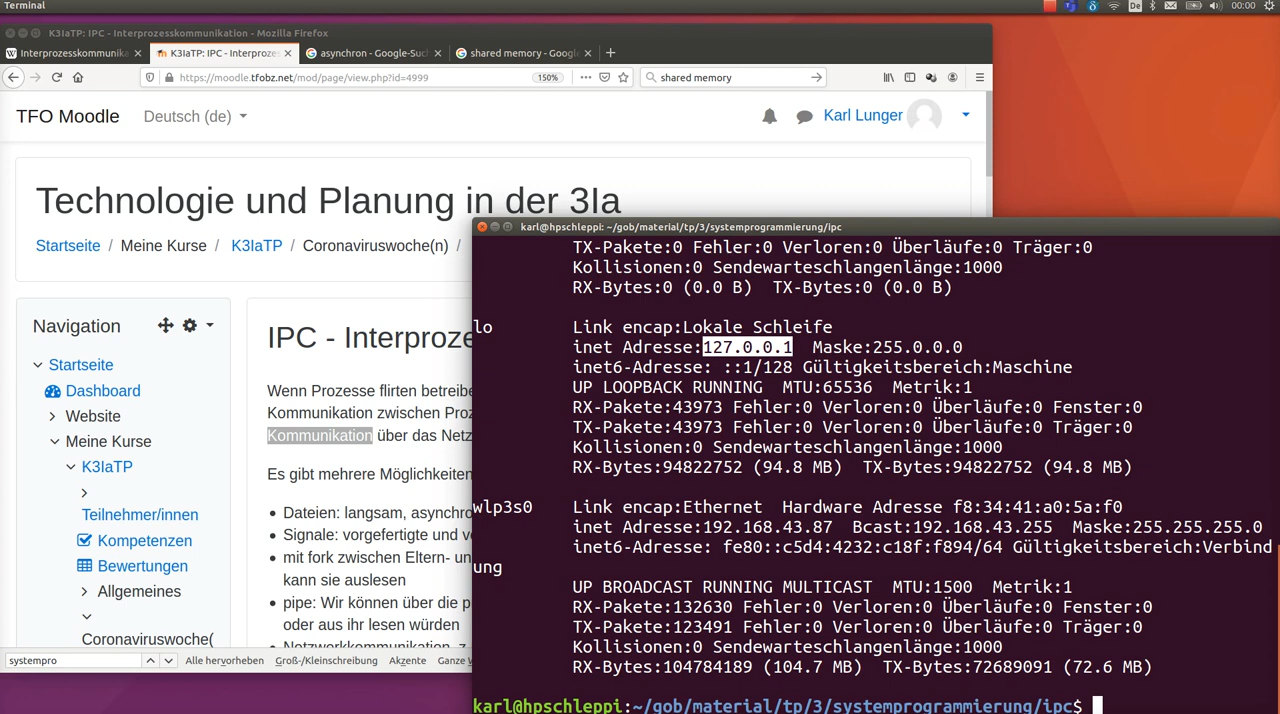 Terminal
De
00:00
K3IaTP: IPC - Interprozesskommunikation - Mozilla Firefox
Interprozesskommunika
K3IaTP: IPC - Interprozes
asynchron - Google-Such
shared memory - Google
https://moodle.tfobz.net/mod/page/view.php?id=4999
150%
shared memory
TFO Moodle
Deutsch (de)
Karl Lunger
Technologie und Planung in der 3Ia
Startseite / Meine Kurse / K3IaTP / Coronaviruswoche(n) /
Navigation
Startseite
Dashboard
Website
Meine Kurse
K3IaTP
Teilnehmer/innen
Kompetenzen
Bewertungen
Allgemeines
Coronaviruswoche(
IPC - Interproze
Wenn Prozesse flirten betreibe
Kommunikation zwischen Proz
Kommunikation über das Netz
Es gibt mehrere Möglichkeiten
Dateien: langsam, asynchro
Signale: vorgefertigte und v
mit fork zwischen Eltern- un
kann sie auslesen
pipe: Wir können über die p
oder aus ihr lesen würden
Netzwerkkommunikation, z
systempro
Alle hervorheben
Groß-/Kleinschreibung
Akzente
Ganze W
karl@hpschleppi: ~/gob/material/tp/3/systemprogrammierung/ipc
TX-Pakete:0 Fehler:0 Verloren:0 Überläufe:0 Träger:0
Kollisionen:0 Sendewarteschlangenlänge:1000
RX-Bytes:0 (0.0 B) TX-Bytes:0 (0.0 B)
lo Link encap:Lokale Schleife
inet Adresse:127.0.0.1 Maske:255.0.0.0
inet6-Adresse: ::1/128 Gültigkeitsbereich:Maschine
UP LOOPBACK RUNNING MTU:65536 Metrik:1
RX-Pakete:43973 Fehler:0 Verloren:0 Überläufe:0 Fenster:0
TX-Pakete:43973 Fehler:0 Verloren:0 Überläufe:0 Träger:0
Kollisionen:0 Sendewarteschlangenlänge:1000
RX-Bytes:94822752 (94.8 MB) TX-Bytes:94822752 (94.8 MB)
wlp3s0 Link encap:Ethernet Hardware Adresse f8:34:41:a0:5a:f0
inet Adresse:192.168.43.87 Bcast:192.168.43.255 Maske:255.255.255.0
inet6-Adresse: fe80::c5d4:4232:c18f:f894/64 Gültigkeitsbereich:Verbind
ung
UP BROADCAST RUNNING MULTICAST MTU:1500 Metrik:1
RX-Pakete:132630 Fehler:0 Verloren:0 Überläufe:0 Fenster:0
TX-Pakete:123491 Fehler:0 Verloren:0 Überläufe:0 Träger:0
Kollisionen:0 Sendewarteschlangenlänge:1000
RX-Bytes:104784189 (104.7 MB) TX-Bytes:72689091 (72.6 MB)
karl@hpschleppi:~/gob/material/tp/3/systemprogrammierung/ipc$